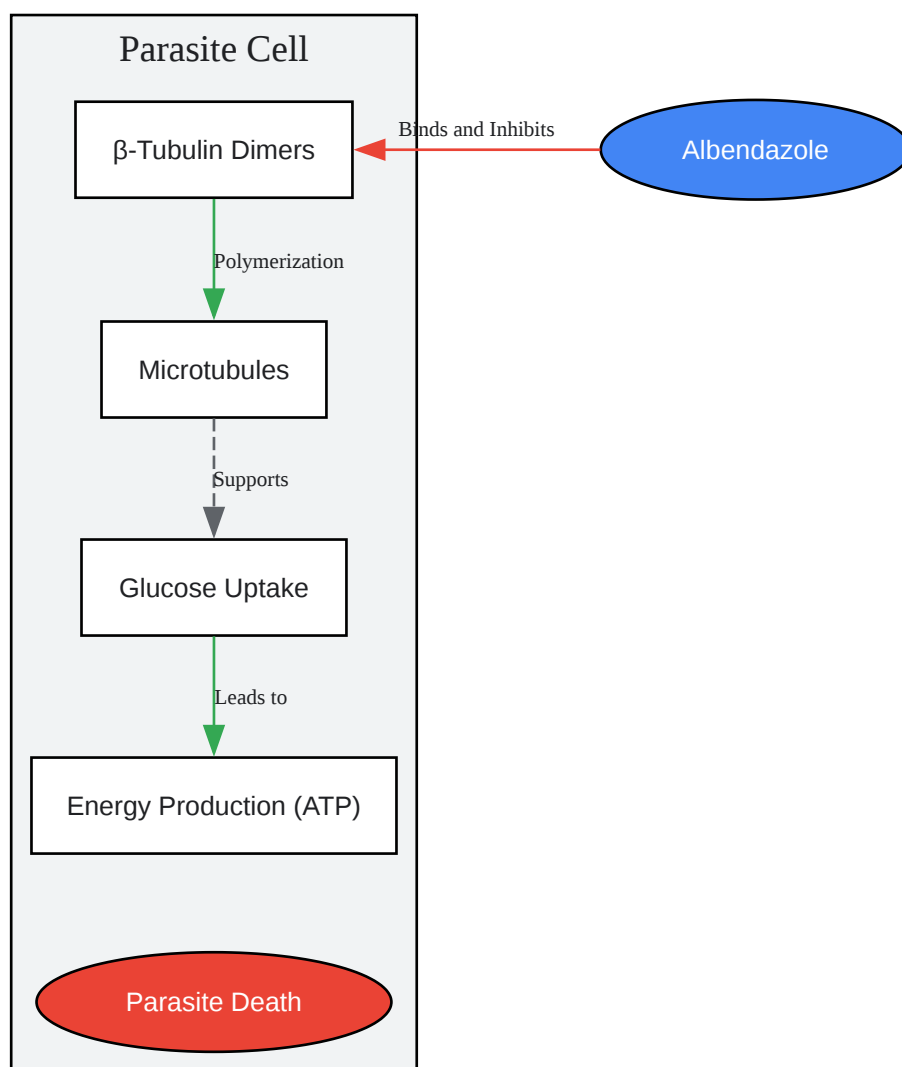 Parasite Cell
β-Tubulin Dimers
Binds and Inhibits
Albendazole
Polymerization
Microtubules
Supports
Glucose Uptake
Leads to
Energy Production (ATP)
Parasite Death